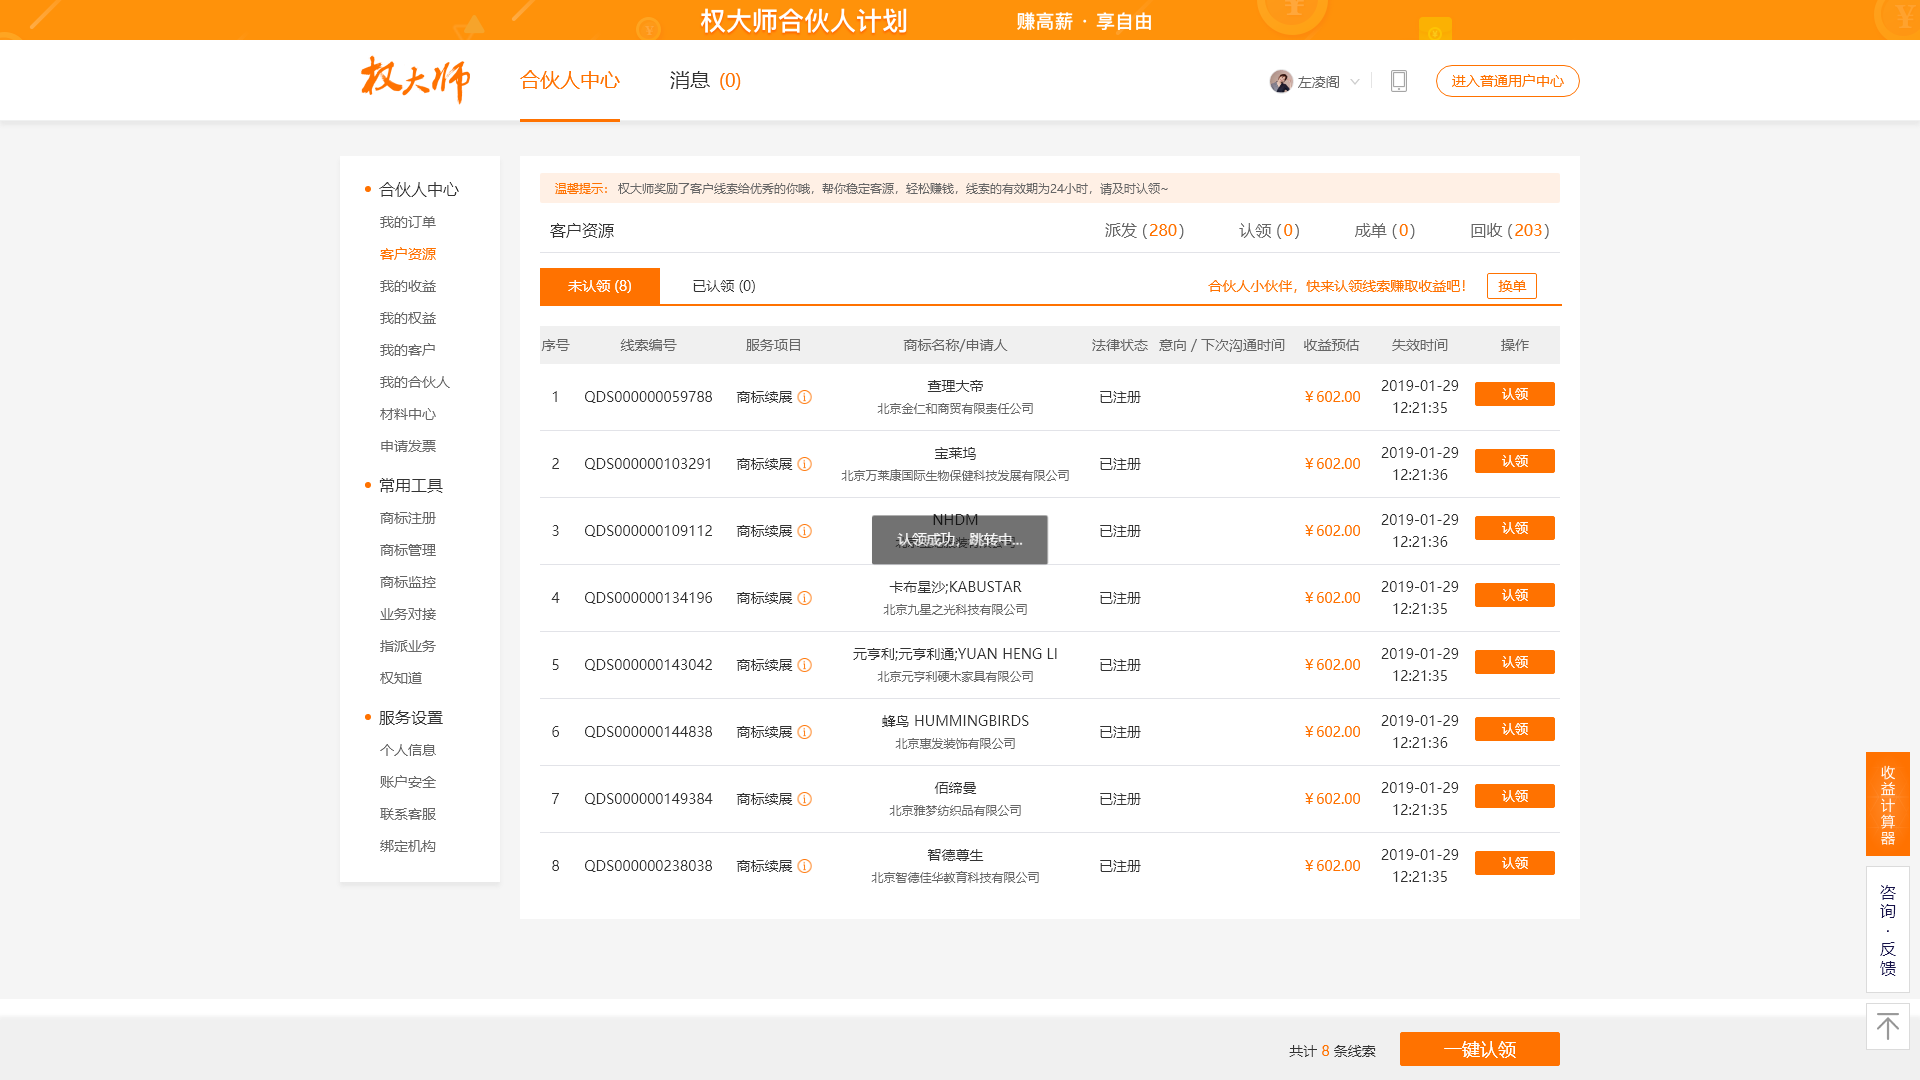 权大师合伙人计划 赚高薪 · 享自由
权大师 合伙人中心 消息 (0) 左凌阁 进入普通用户中心
合伙人中心
我的订单
客户资源
我的收益
我的权益
我的客户
我的合伙人
材料中心
申请发票
常用工具
商标注册
商标管理
商标监控
业务对接
指派业务
权知道
服务设置
个人信息
账户安全
联系客服
绑定机构
温馨提示: 权大师奖励了客户线索给优秀的你哦，帮你稳定客源，轻松赚钱，线索的有效期为24小时，请及时认领~
客户资源 派发 (280) 认领 (0) 成单 (0) 回收 (203)
未认领 (8) 已认领 (0) 合伙人小伙伴，快来认领线索赚取收益吧！ 换单
序号 线索编号 服务项目 商标名称/申请人 法律状态 意向 / 下次沟通时间 收益预估 失效时间 操作
1 QDS000000059788 商标续展 查理大帝 已注册 ¥602.00 2019-01-29 认领
北京金仁和商贸有限责任公司 12:21:35
2 QDS000000103291 商标续展 宝莱坞 已注册 ¥602.00 2019-01-29 认领
北京万莱康国际生物保健科技发展有限公司 12:21:36
3 QDS000000109112 商标续展 NHDM 已注册 ¥602.00 2019-01-29 认领
认领成功，跳转中... 12:21:36
4 QDS000000134196 商标续展 卡布星沙;KABUSTAR 已注册 ¥602.00 2019-01-29 认领
北京九星之光科技有限公司 12:21:35
5 QDS000000143042 商标续展 元亨利;元亨利通;YUAN HENG LI 已注册 ¥602.00 2019-01-29 认领
北京元亨利硬木家具有限公司 12:21:35
6 QDS000000144838 商标续展 蜂鸟 HUMMINGBIRDS 已注册 ¥602.00 2019-01-29 认领
北京惠发装饰有限公司 12:21:36
7 QDS000000149384 商标续展 佰缔曼 已注册 ¥602.00 2019-01-29 认领
北京雅梦纺织品有限公司 12:21:35
8 QDS000000238038 商标续展 智德尊生 已注册 ¥602.00 2019-01-29 认领
北京智德佳华教育科技有限公司 12:21:35
收益计算器
咨询·反馈
共计 8 条线索 一键认领